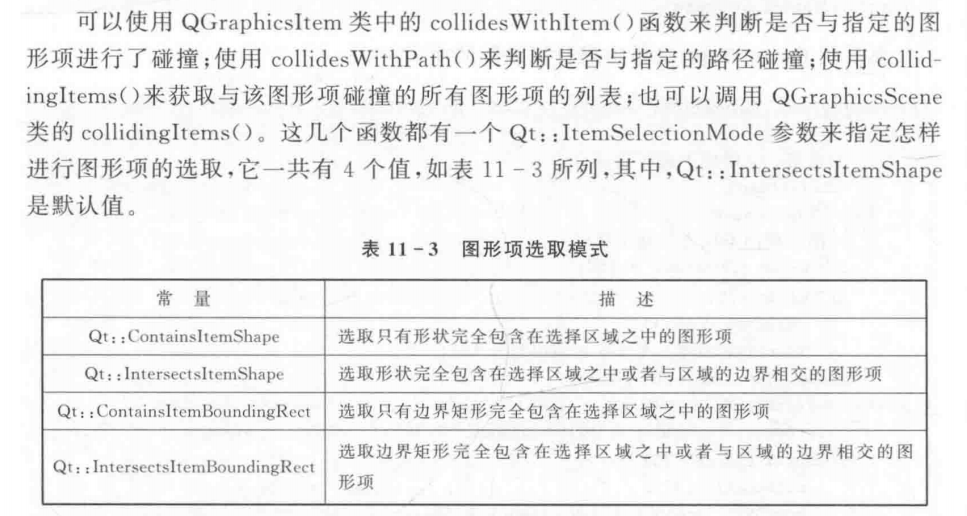 可以使用 QGraphicsItem 类中的 collidesWithItem()函数来判断是否与指定的图
形项进行了碰撞;使用 collidesWithPath()来判断是否与指定的路径碰撞;使用 collid-
ingItems()来获取与该图形项碰撞的所有图形项的列表;也可以调用 QGraphicsScene
类的 collidingItems()。这几个函数都有一个 Qt::ItemSelectionMode 参数来指定怎样
进行图形项的选取,它一共有 4 个值,如表 11-3 所列,其中,Qt::IntersectsItemShape
是默认值。
表 11-3 图形项选取模式
常 量 描 述
Qt::ContainsItemShape 选取只有形状完全包含在选择区域之中的图形项
Qt::IntersectsItemShape 选取形状完全包含在选择区域之中或者与区域的边界相交的图形项
Qt::ContainsItemBoundingRect 选取只有边界矩形完全包含在选择区域之中的图形项
Qt::IntersectsItemBoundingRect 选取边界矩形完全包含在选择区域之中或者与区域的边界相交的图
形项